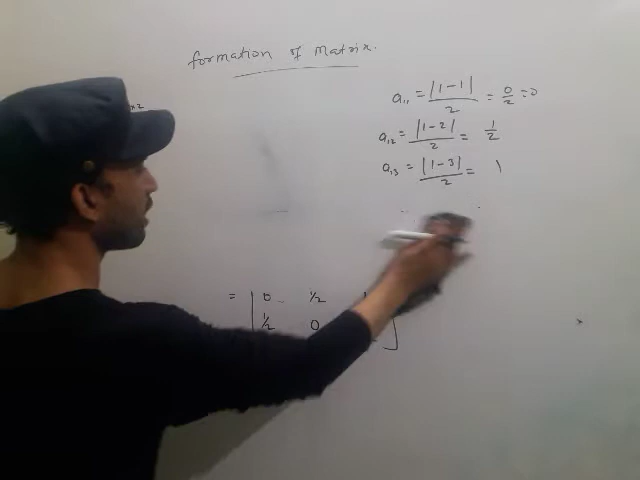 Formation of Matrix.
a₁₁ = |1-1|/2 = 0/2 = 0
a₁₂ = |1-2|/2 = 1/2
a₁₃ = |1-3|/2 = 1
= 0 1/2
1/2 0